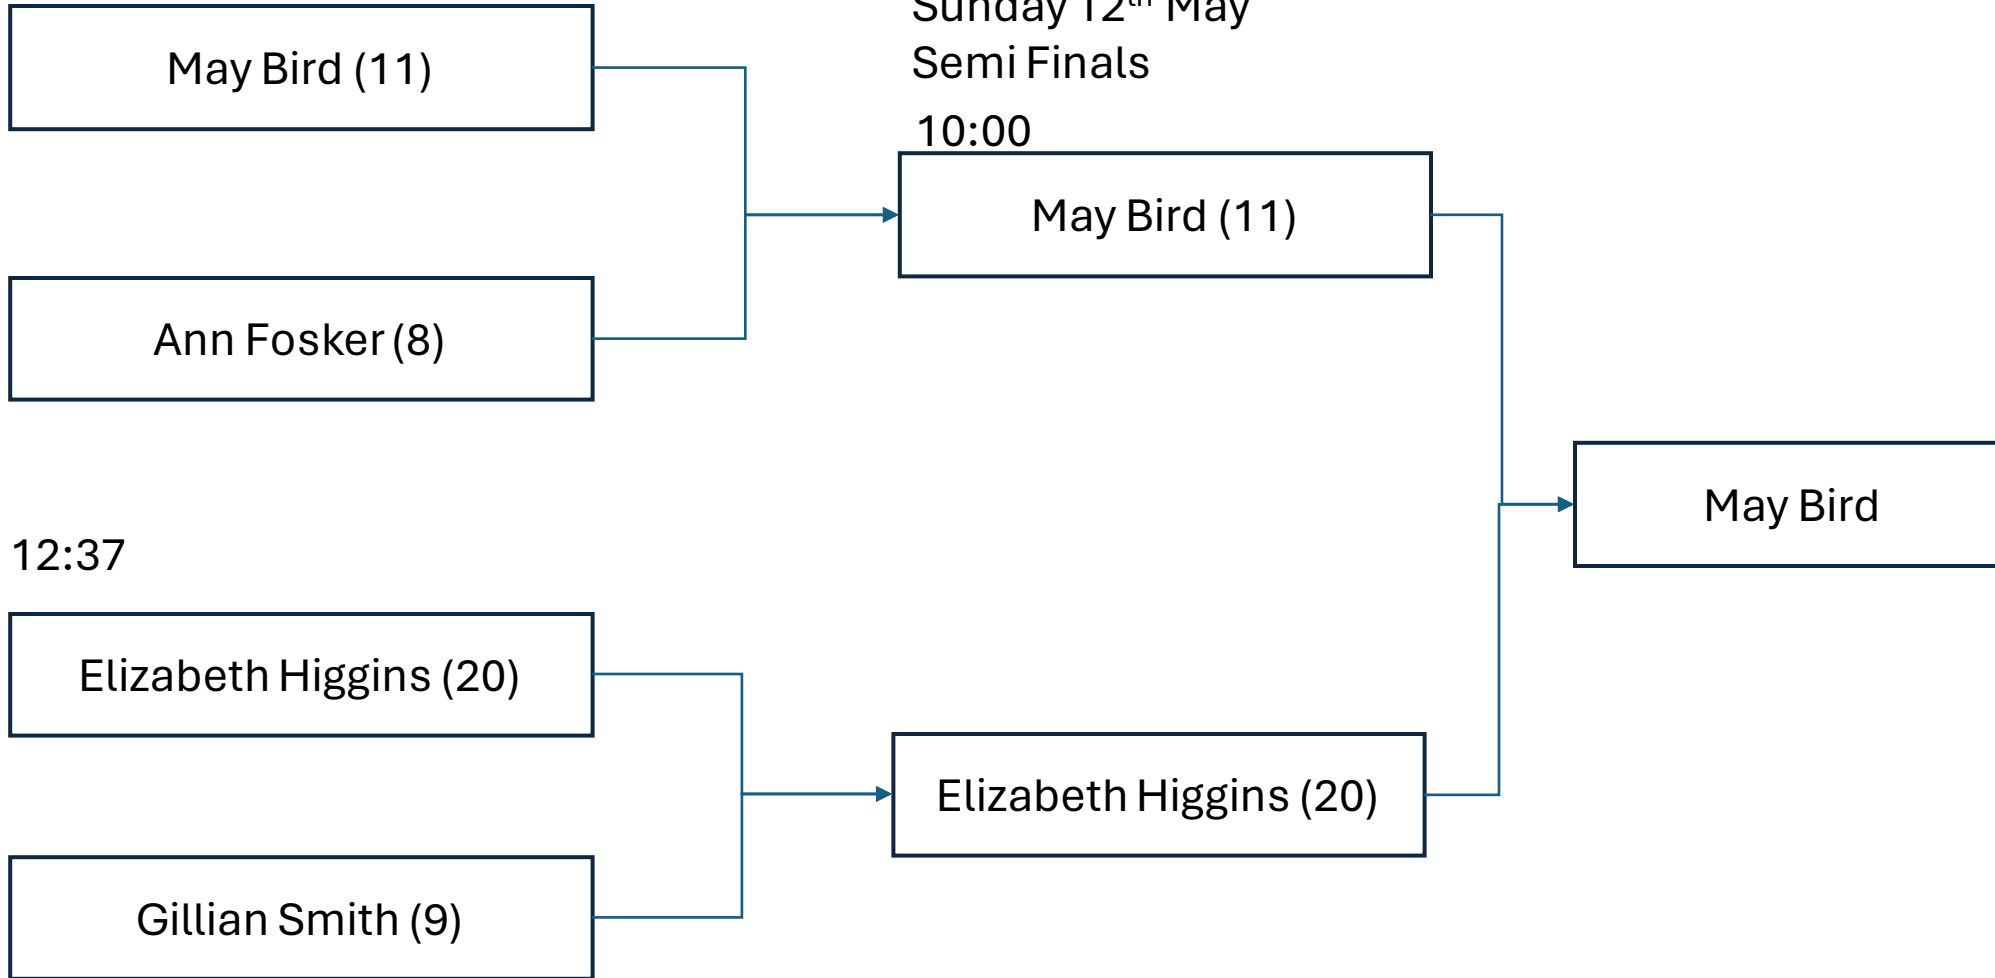 Sunday 12th May
Semi Finals
10:00
May Bird (11)
Ann Fosker (8)
May Bird (11)
May Bird
12:37
Elizabeth Higgins (20)
Gillian Smith (9)
Elizabeth Higgins (20)